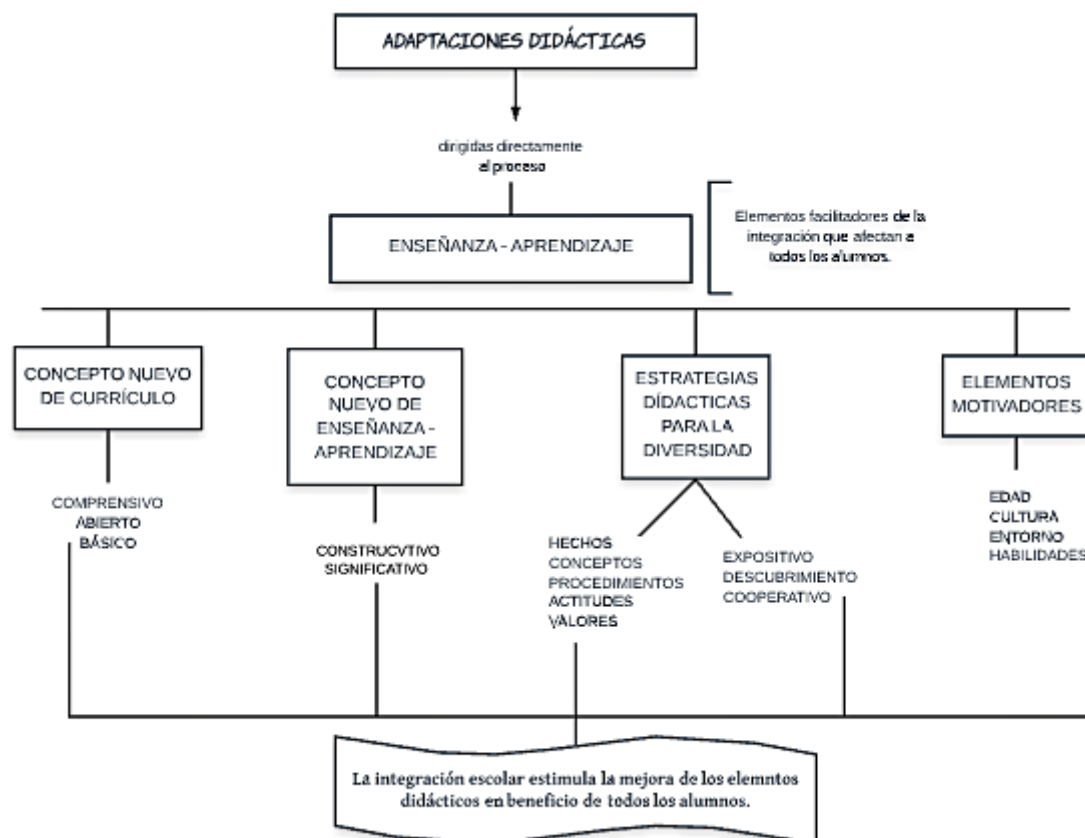 ADAPTACIONES DIDÁCTICAS
dirigidas directamente
al proceso
ENSEÑANZA - APRENDIZAJE
Elementos facilitadores de la
integración que afectan a
todos los alumnos.
CONCEPTO NUEVO
DE CURRÍCULO
CONCEPTO
NUEVO DE
ENSEÑANZA -
APRENDIZAJE
ESTRATEGIAS
DÍDACTICAS
PARA LA
DIVERSIDAD
ELEMENTOS
MOTIVADORES
COMPRENSIVO
ABIERTO
BÁSICO
CONSTRUCVTIVO
SIGNIFICATIVO
HECHOS
CONCEPTOS
PROCEDIMIENTOS
ACTITUDES
VALORES
EXPOSITIVO
DESCUBRIMIENTO
COOPERATIVO
EDAD
CULTURA
ENTORNO
HABILIDADES
La integración escolar estimula la mejora de los elemntos
didácticos en beneficio de todos los alumnos.